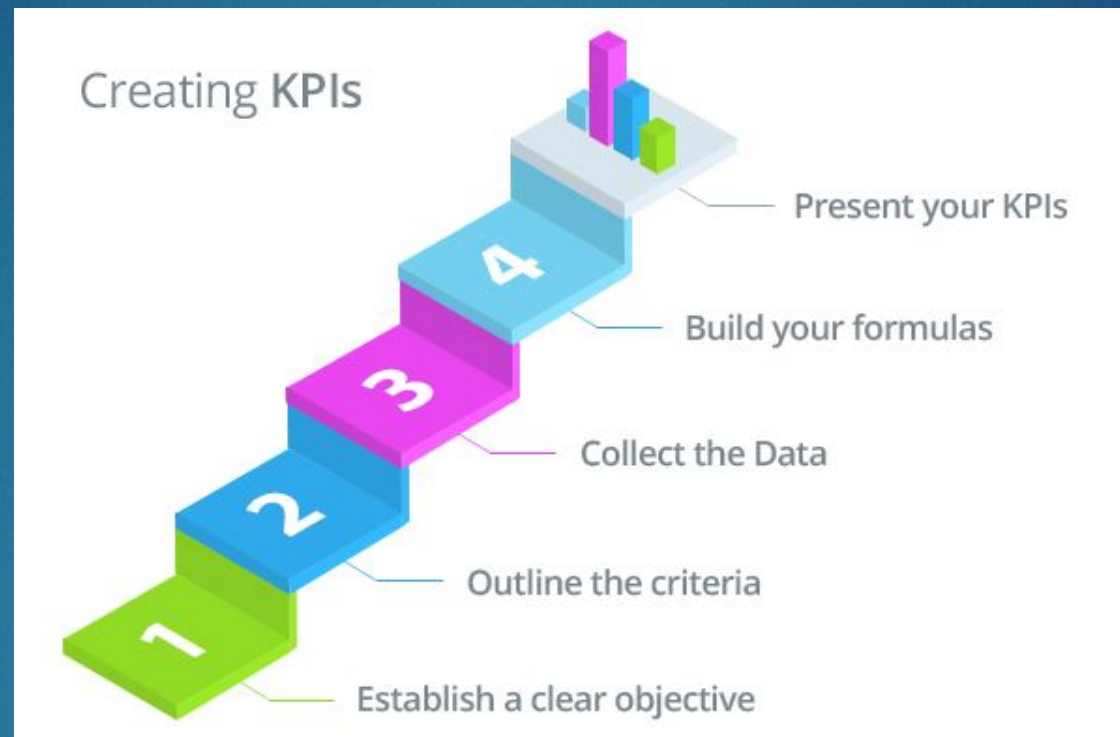 Creating KPIs
Present your KPIs
4
Build your formulas
3
Collect the Data
2
Outline the criteria
1
Establish a clear objective